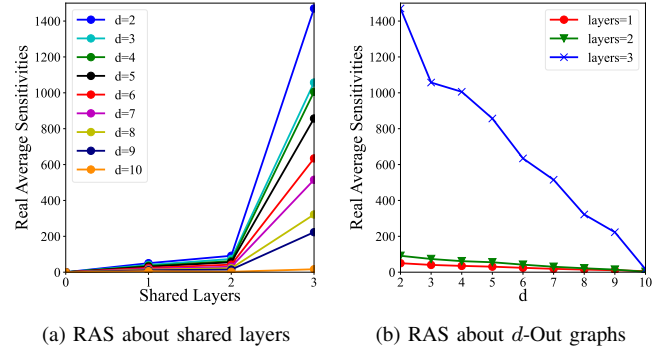 Real Average Sensitivities
1400
1200
1000
800
600
400
200
0
d=2
d=3
d=4
d=5
d=6
d=7
d=8
d=9
d=10
0 1 2 3
Shared Layers
(a) RAS about shared layers
Real Average Sensitivities
1400
1200
1000
800
600
400
200
0
layers=1
layers=2
layers=3
2 3 4 5 6 7 8 9 10
d
(b) RAS about d-Out graphs